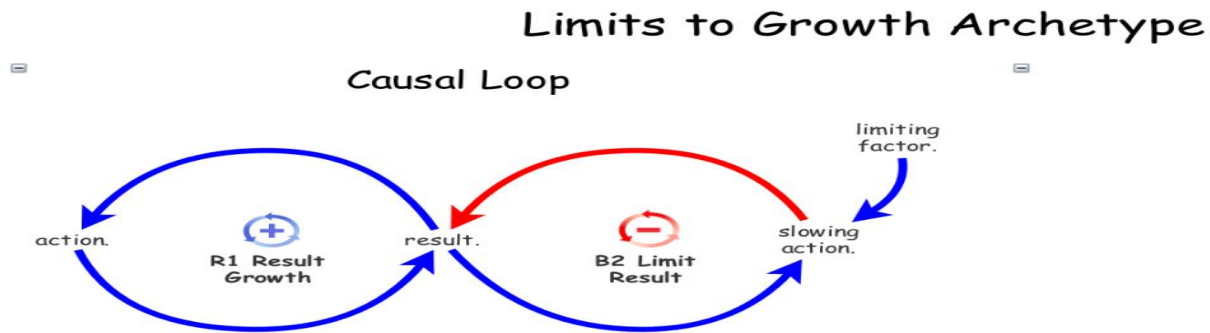 Limits to Growth Archetype
Causal Loop
limiting
factor.
action.
R1 Result
Growth
result.
B2 Limit
Result
slowing
action.